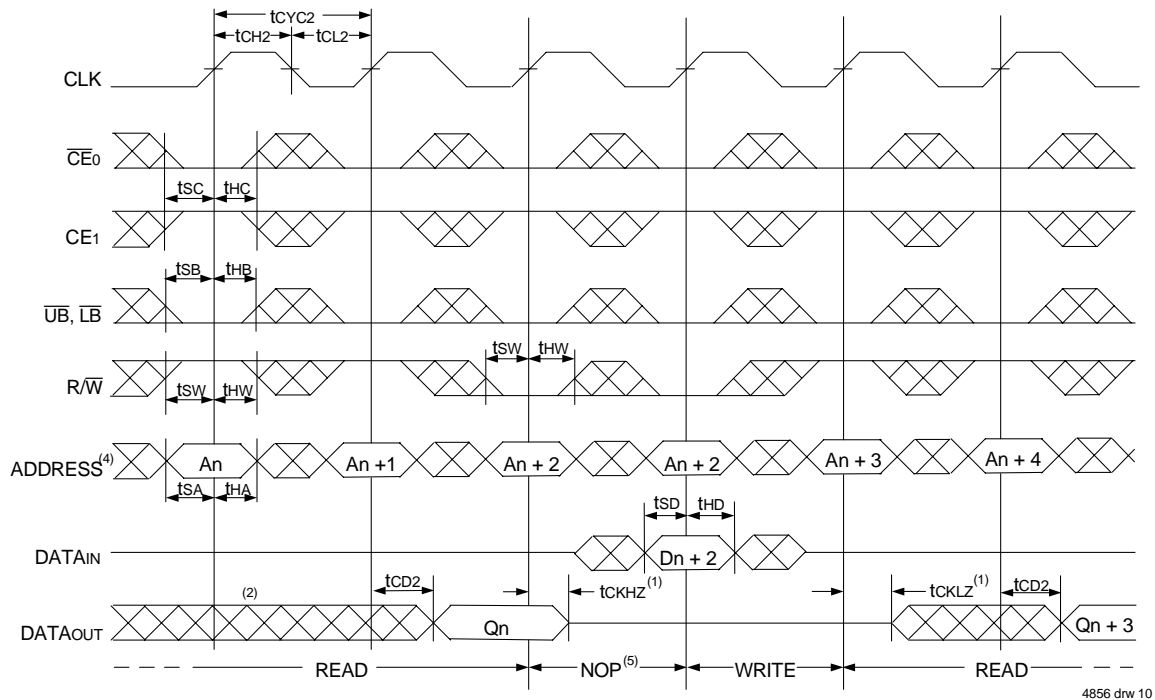 tCYC2
tCH2 tCL2
CLK
CE0
tSC tHC
CE1
tSB tHB
UB, LB
tSW tHW
R/W
tSW tHW
ADDRESS(4) An An +1 An + 2 An + 2 An + 3 An + 4
tSA tHA
tSD tHD
DATAIN Dn + 2
tCD2 tCKHZ(1) tCKLZ(1) tCD2
(2)
DATAOUT Qn Qn + 3
READ NOP(5) WRITE READ
4856 drw 10